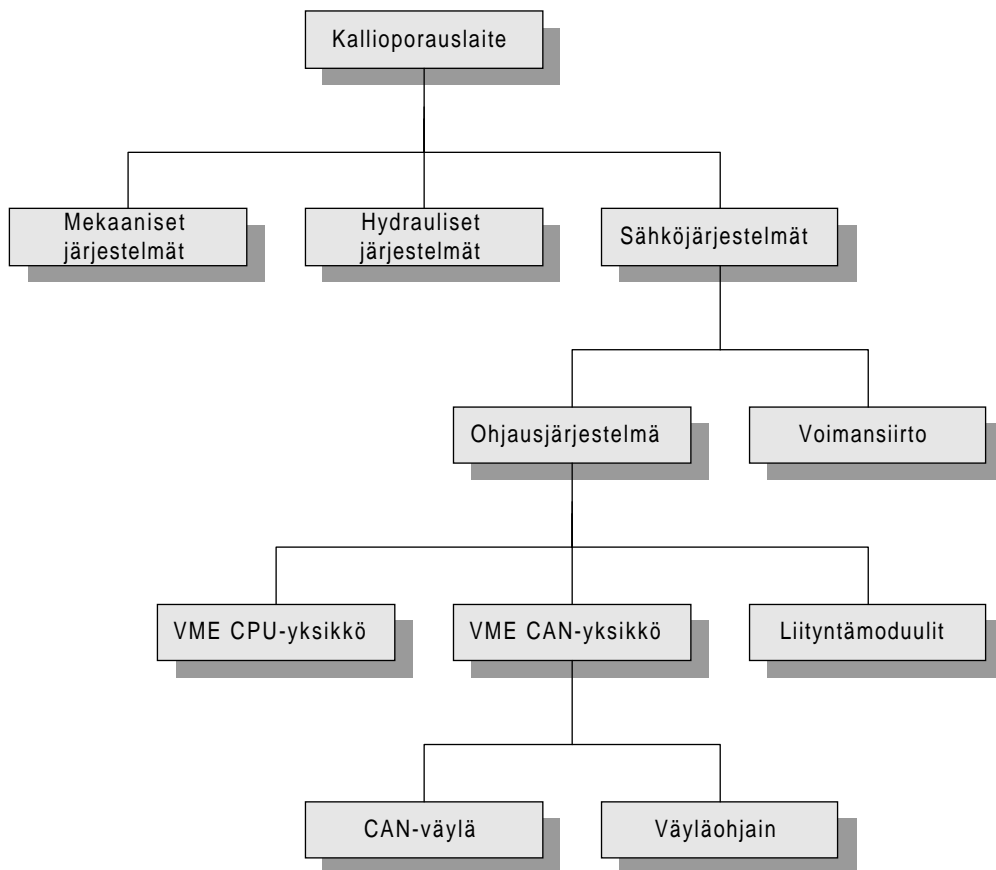 Kallioporauslaite
Mekaaniset
järjestelmät
Hydrauliset
järjestelmät
Sähköjärjestelmät
Ohjausjärjestelmä
Voimansiirto
VME CPU-yksikkö
VME CAN-yksikkö
Liityntämoduulit
CAN-väylä
Väyläohjain